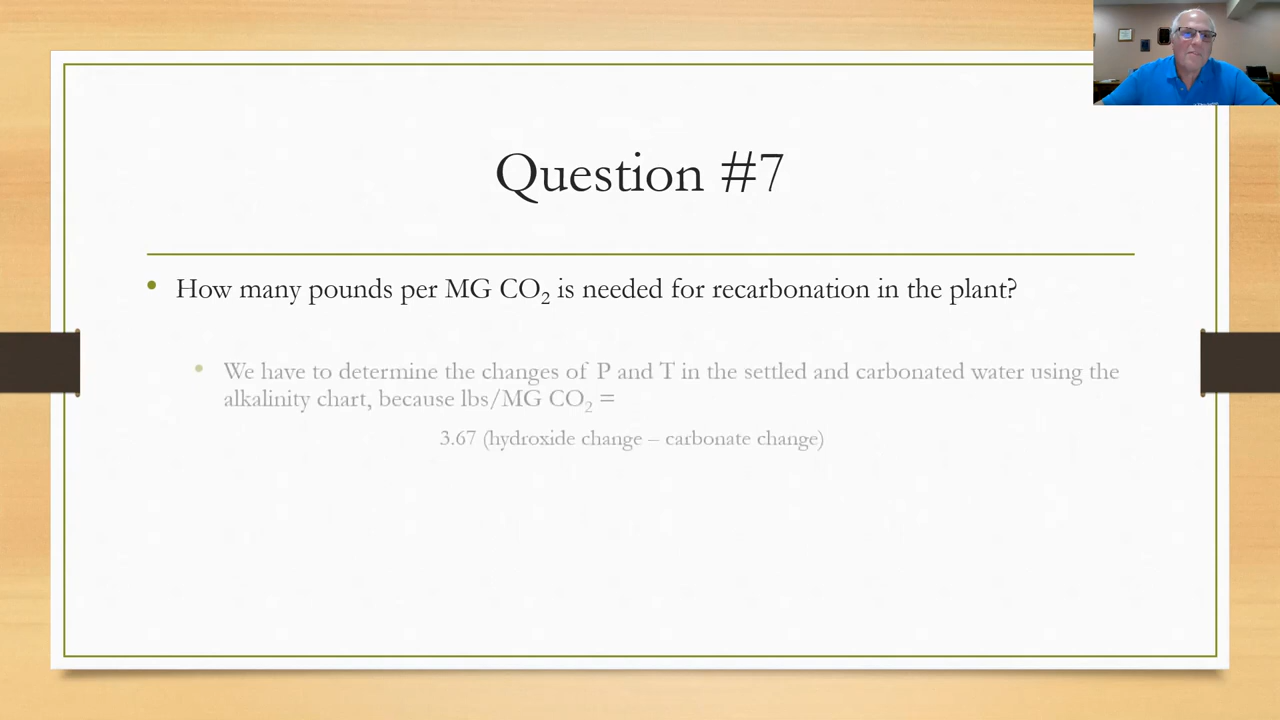 Question #7
• How many pounds per MG CO₂ is needed for recarbonation in the plant?
• We have to determine the changes of P and T in the settled and carbonated water using the
alkalinity chart, because lbs/MG CO₂ =
3.67 (hydroxide change – carbonate change)